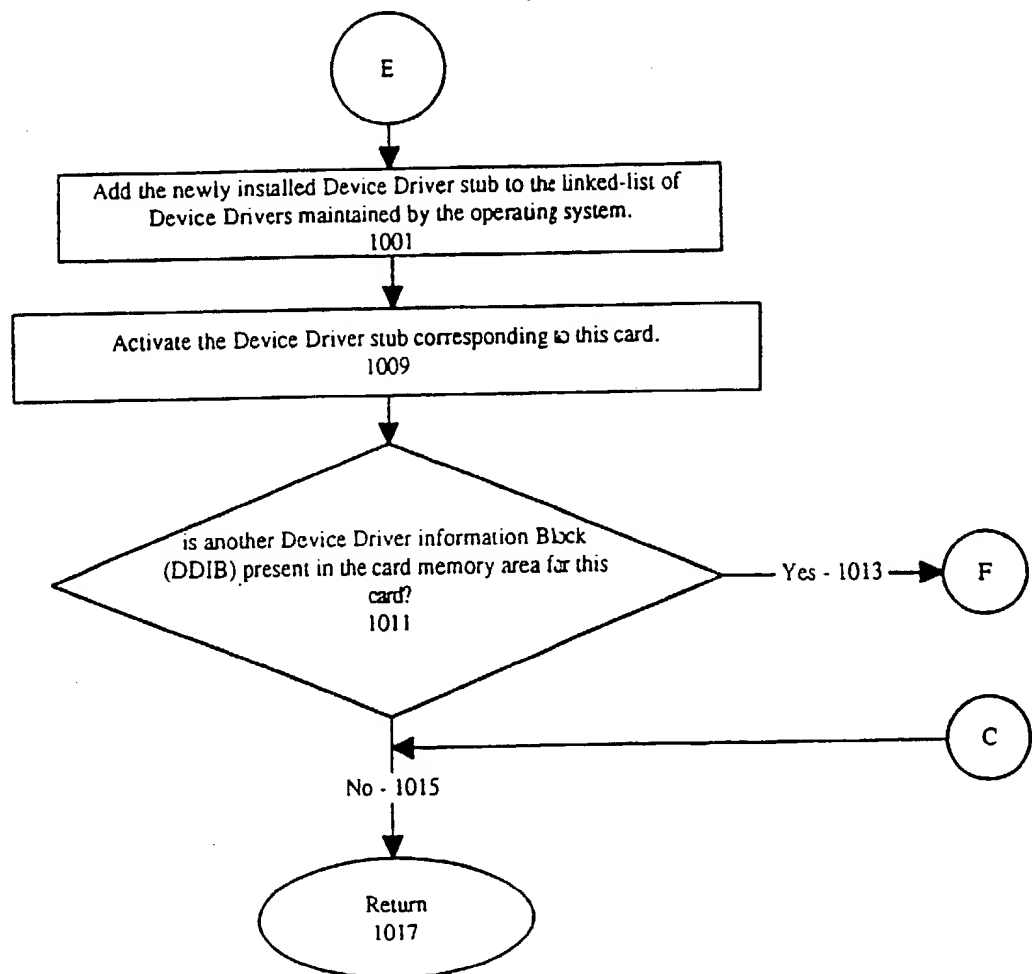 E
Add the newly installed Device Driver stub to the linked-list of
Device Drivers maintained by the operating system.
1001
Activate the Device Driver stub corresponding to this card.
1009
is another Device Driver information Block
(DDIB) present in the card memory area for this
card?
1011
Yes - 1013
F
C
No - 1015
Return
1017